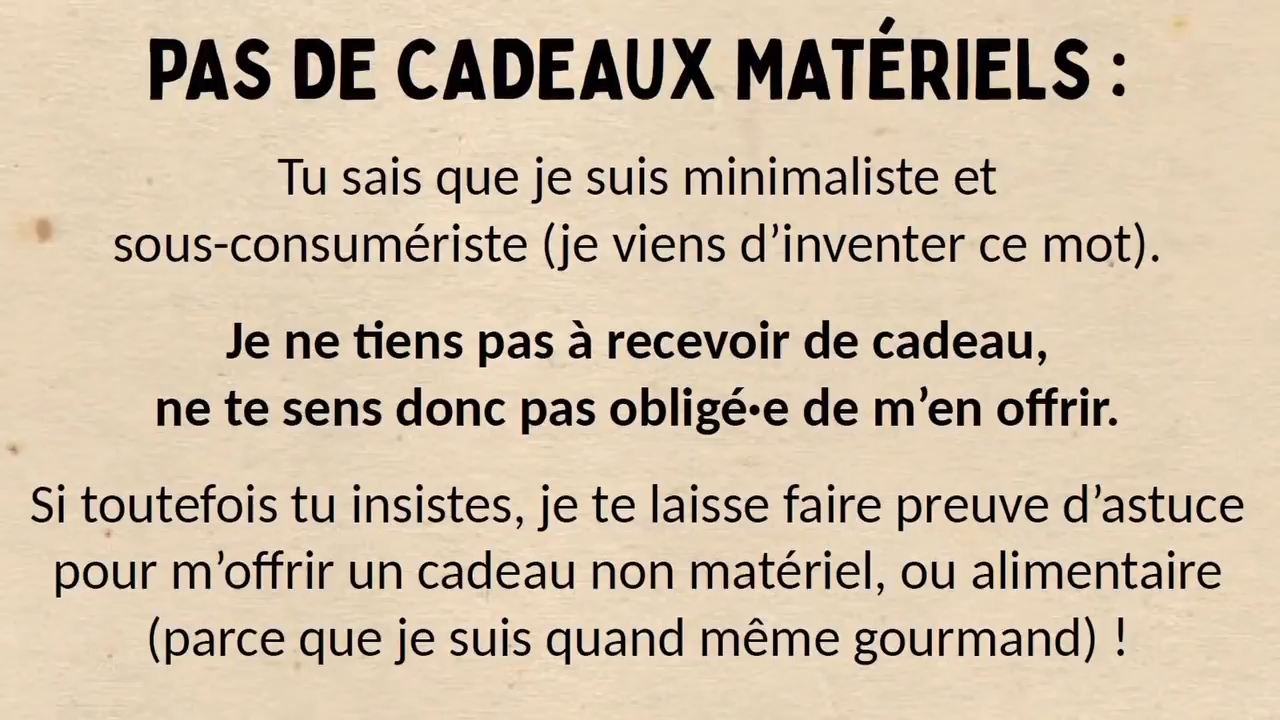 PAS DE CADEAUX MATÉRIELS :
Tu sais que je suis minimaliste et
sous-consumériste (je viens d’inventer ce mot).
Je ne tiens pas à recevoir de cadeau,
ne te sens donc pas obligé·e de m’en offrir.
Si toutefois tu insistes, je te laisse faire preuve d’astuce
pour m’offrir un cadeau non matériel, ou alimentaire
(parce que je suis quand même gourmand) !